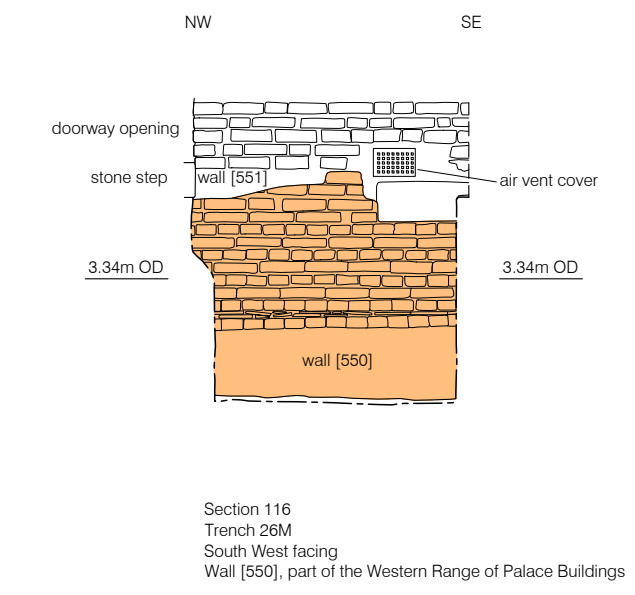 NW
SE
doorway opening
stone step
wall [551]
air vent cover
3.34m OD
3.34m OD
wall [550]
Section 116
Trench 26M
South West facing
Wall [550], part of the Western Range of Palace Buildings